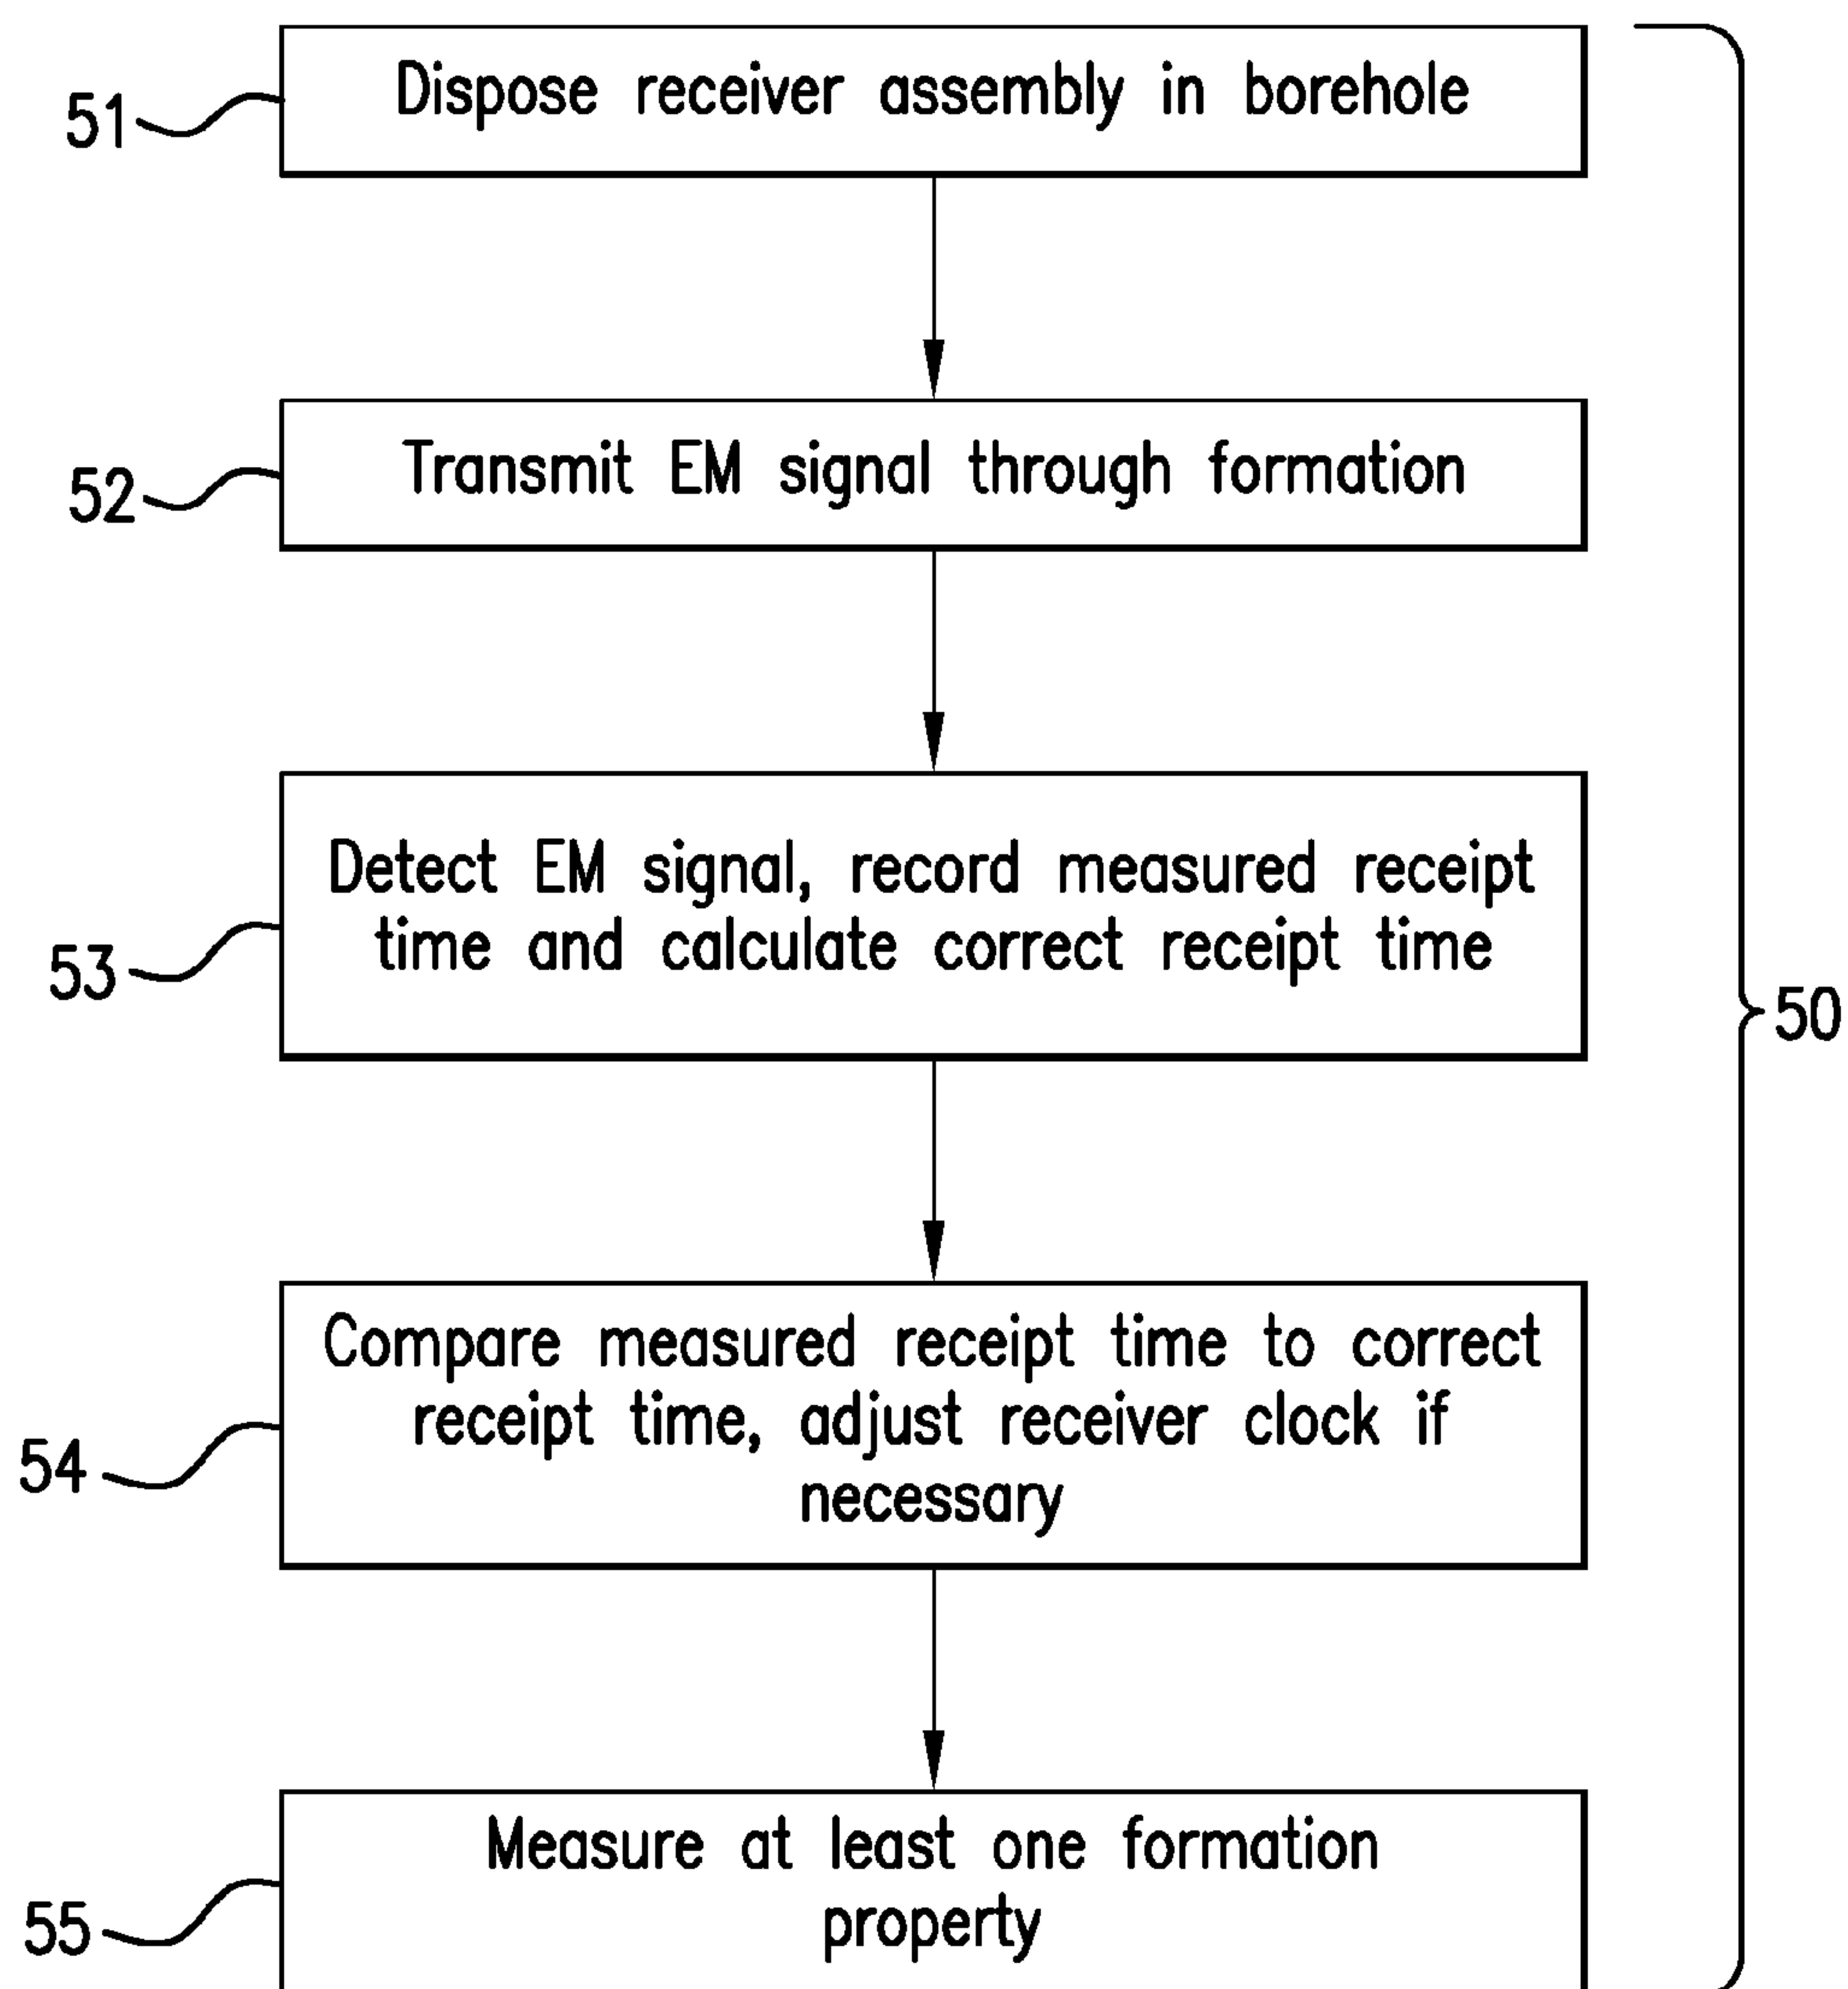 51
Dispose receiver assembly in borehole
52
Transmit EM signal through formation
53
Detect EM signal, record measured receipt
time and calculate correct receipt time
50
54
Compare measured receipt time to correct
receipt time, adjust receiver clock if
necessary
55
Measure at least one formation
property